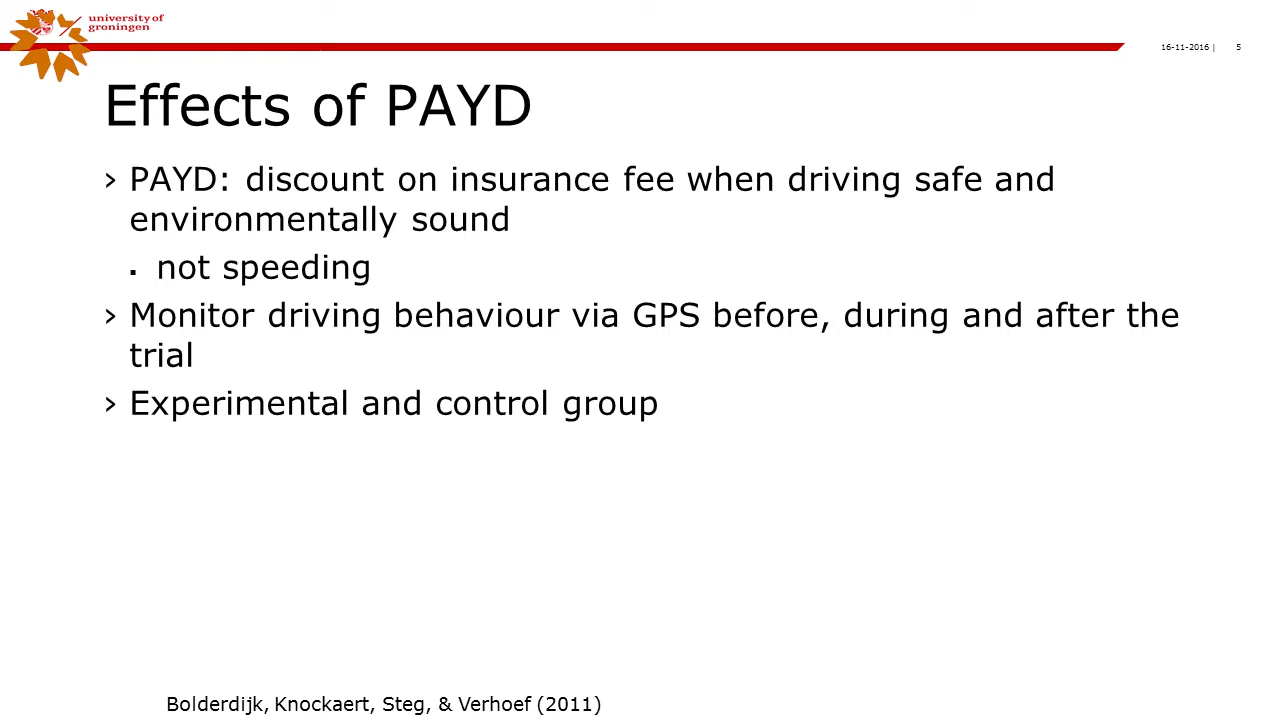 university of
groningen
16-11-2016 | 5
Effects of PAYD
› PAYD: discount on insurance fee when driving safe and
environmentally sound
▪ not speeding
› Monitor driving behaviour via GPS before, during and after the
trial
› Experimental and control group
Bolderdijk, Knockaert, Steg, & Verhoef (2011)